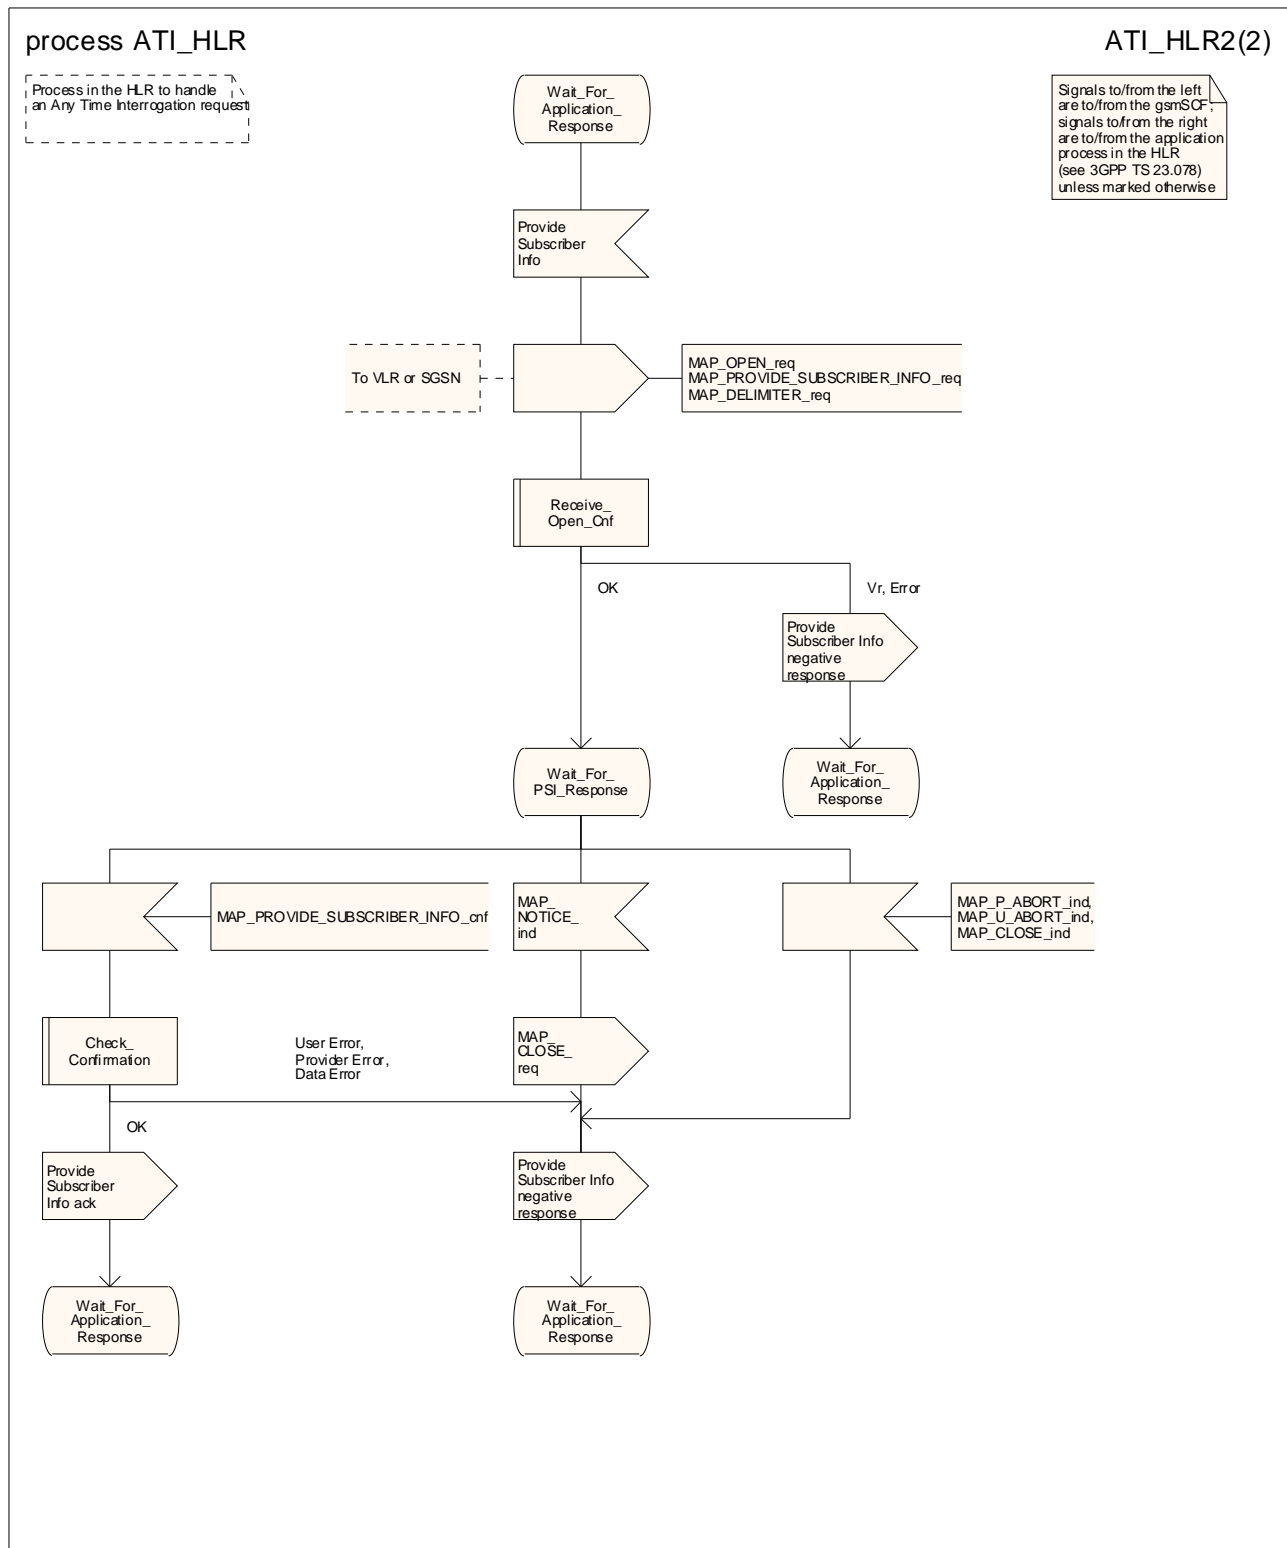 process ATI_HLR
ATI_HLR2(2)
Process in the HLR to handle
an Any Time Interrogation request
Wait_For_
Application_
Response
Signals to/from the left
are to/from the gsmSCF;
signals to/from the right
are to/from the application
process in the HLR
(see 3GPP TS 23.078)
unless marked otherwise
Provide
Subscriber
Info
To VLR or SGSN
MAP_OPEN_req
MAP_PROVIDE_SUBSCRIBER_INFO_req
MAP_DELIMITER_req
Receive_
Open_Cnf
OK
Vr, Error
Provide
Subscriber Info
negative
response
Wait_For_
PSI_Response
Wait_For_
Application_
Response
MAP_PROVIDE_SUBSCRIBER_INFO_cnf
MAP_
NOTICE_
ind
MAP_P_ABORT_ind,
MAP_U_ABORT_ind,
MAP_CLOSE_ind
Check_
Confirmation
User Error,
Provider Error,
Data Error
MAP_
CLOSE_
req
OK
Provide
Subscriber
Info ack
Provide
Subscriber Info
negative
response
Wait_For_
Application_
Response
Wait_For_
Application_
Response